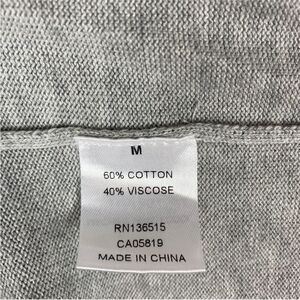 M
60% COTTON
40% VISCOSE
RN136515
CA05819
MADE IN CHINA